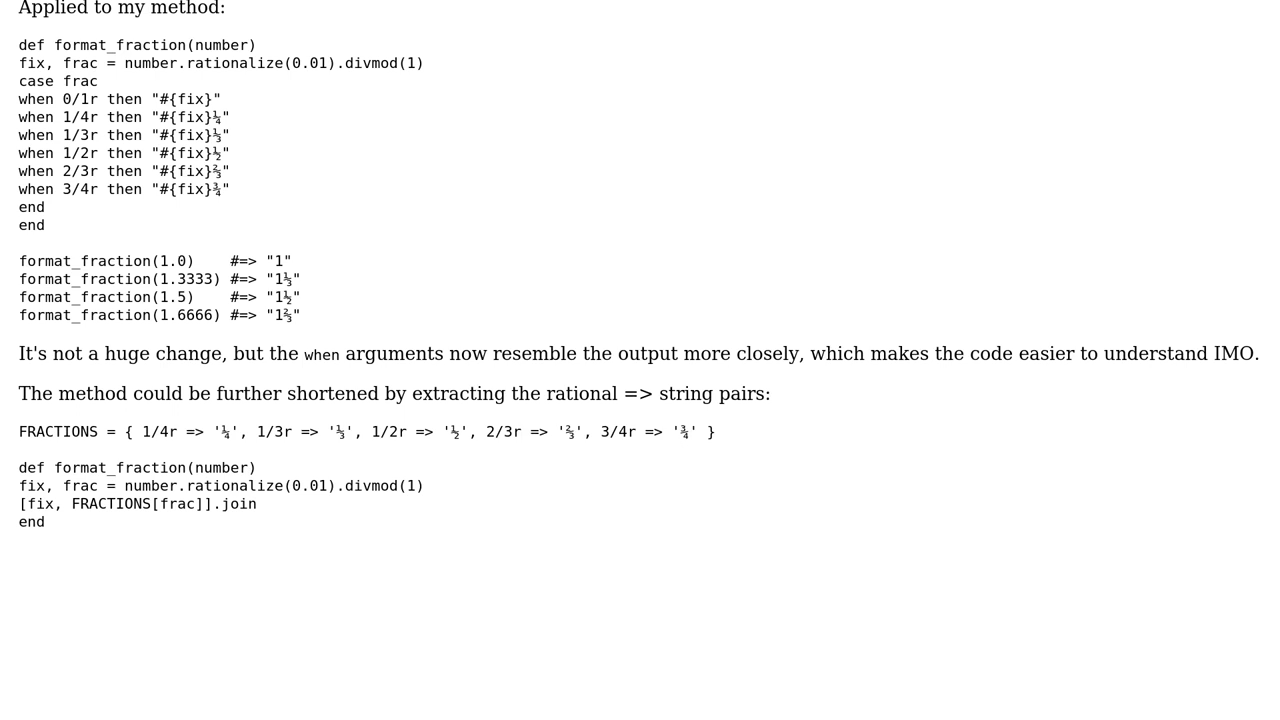 Applied to my method:
def format_fraction(number)
fix, frac = number.rationalize(0.01).divmod(1)
case frac
when 0/1r then "#{fix}"
when 1/4r then "#{fix}¼"
when 1/3r then "#{fix}⅓"
when 1/2r then "#{fix}½"
when 2/3r then "#{fix}⅔"
when 3/4r then "#{fix}¾"
end
end
format_fraction(1.0)    #=> "1"
format_fraction(1.3333) #=> "1⅓"
format_fraction(1.5)    #=> "1½"
format_fraction(1.6666) #=> "1⅔"
It's not a huge change, but the when arguments now resemble the output more closely, which makes the code easier to understand IMO.
The method could be further shortened by extracting the rational => string pairs:
FRACTIONS = { 1/4r => '¼', 1/3r => '⅓', 1/2r => '½', 2/3r => '⅔', 3/4r => '¾' }
def format_fraction(number)
fix, frac = number.rationalize(0.01).divmod(1)
[fix, FRACTIONS[frac]].join
end